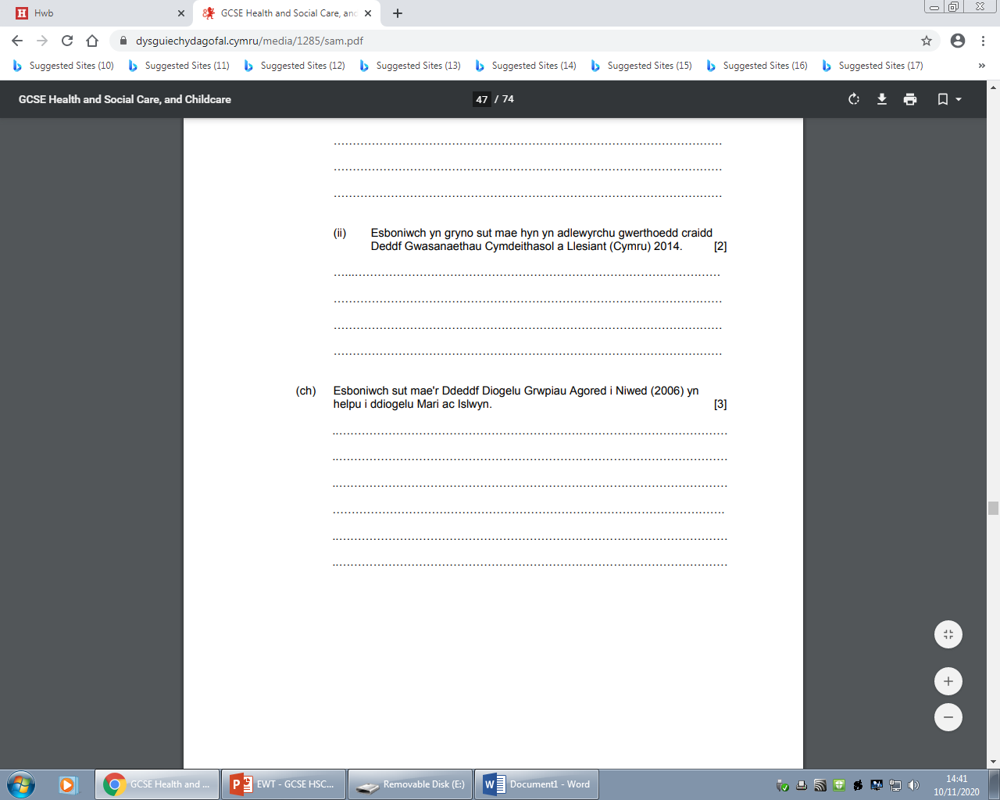 Hwb
GCSE Health and Social Care, and
dysguiechydagofal.cymru/media/1285/sam.pdf
Suggested Sites (10)
Suggested Sites (11)
Suggested Sites (12)
Suggested Sites (13)
Suggested Sites (14)
Suggested Sites (15)
Suggested Sites (16)
Suggested Sites (17)
GCSE Health and Social Care, and Childcare
47 / 74
(ii) Esboniwch yn gryno sut mae hyn yn adlewyrchu gwerthoedd craidd
Deddf Gwasanaethau Cymdeithasol a Llesiant (Cymru) 2014. [2]
(ch) Esboniwch sut mae'r Ddeddf Diogelu Grwpiau Agored i Niwed (2006) yn
helpu i ddiogelu Mari ac Islwyn. [3]
GCSE Health and ...
EWT - GCSE HSC...
Removable Disk (E:)
Document1 - Word
14:41
10/11/2020